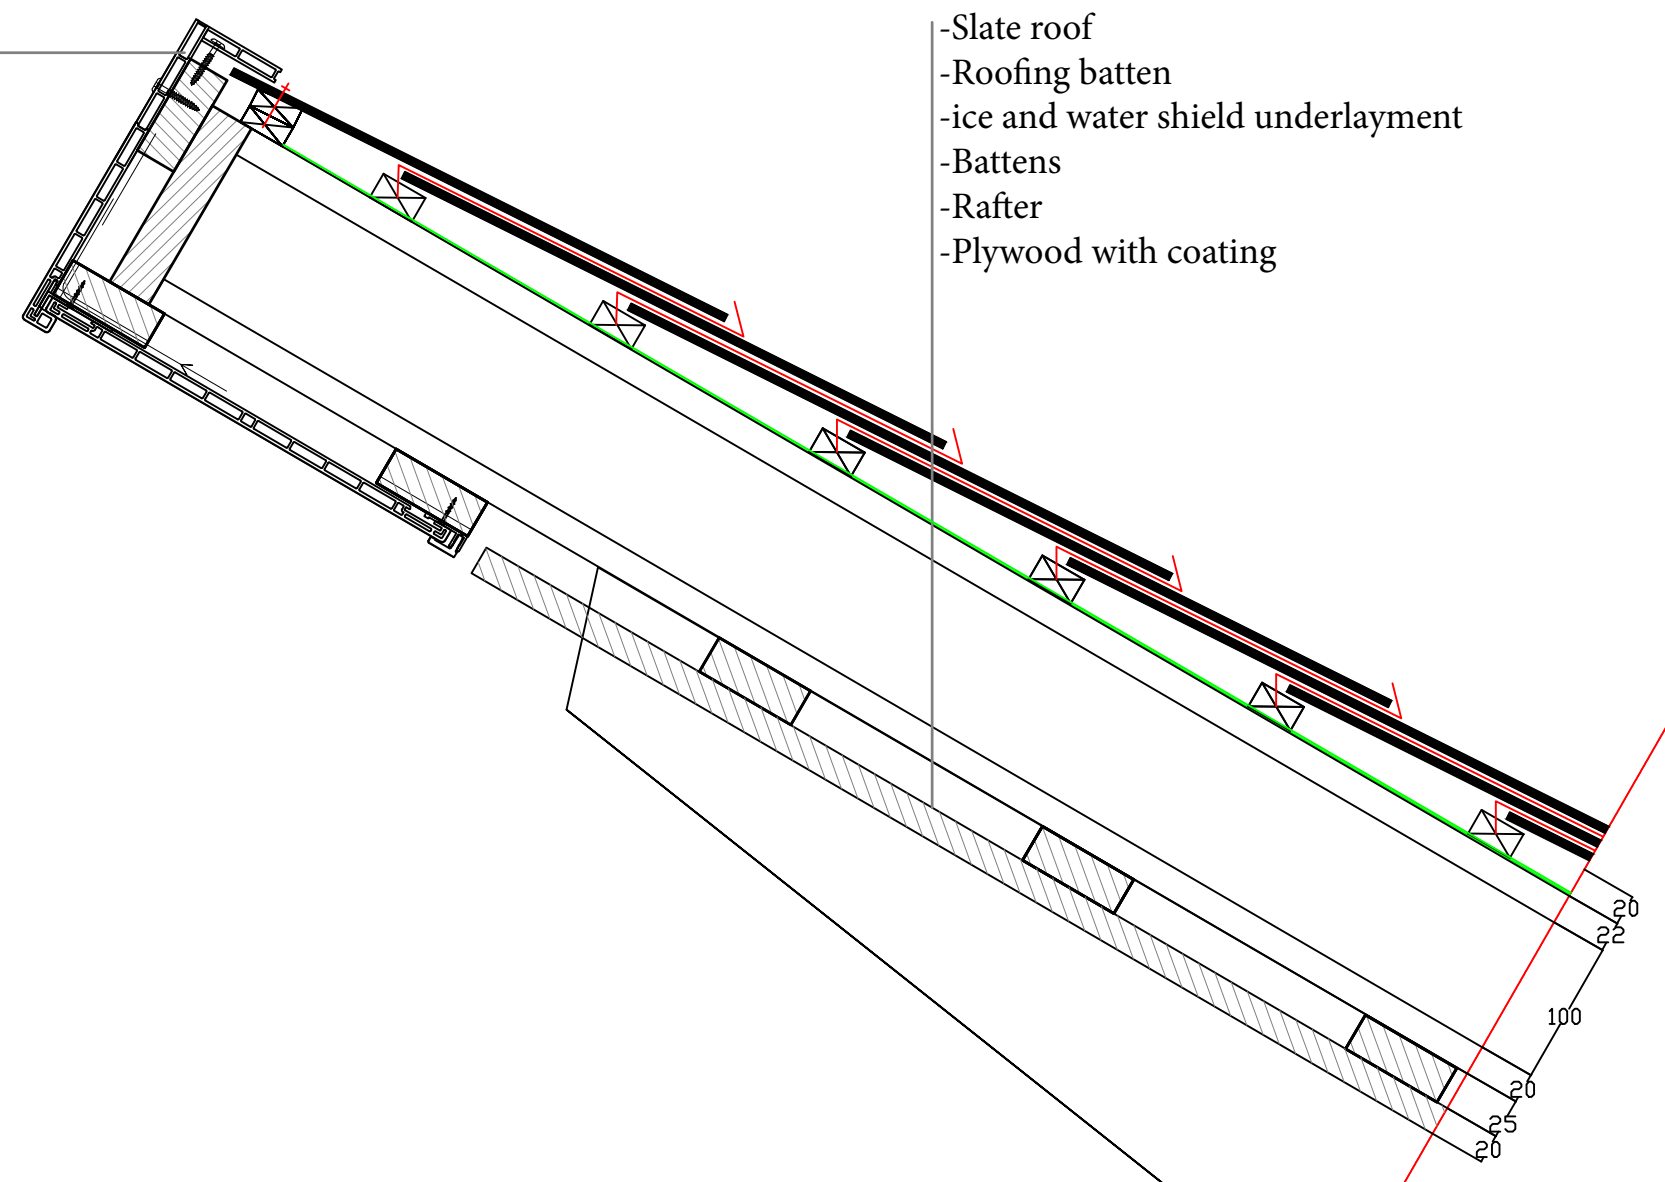 -Slate roof
-Roofing batten
-ice and water shield underlayment
-Battens
-Rafter
-Plywood with coating
20
22
100
20
25
20